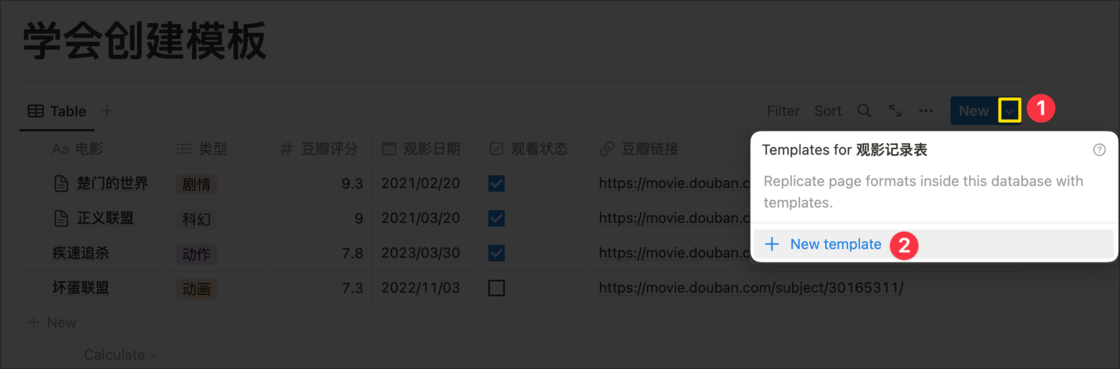 学会创建模板
Table
Filter Sort New 1
Aa 电影 类型 # 豆瓣评分 观影日期 观看状态 豆瓣链接
楚门的世界 剧情 9.3 2021/02/20 https://movie.douban.c
正义联盟 科幻 9 2021/03/20 https://movie.douban.c
疾速追杀 动作 7.8 2023/03/30 https://movie.douban.c
坏蛋联盟 动画 7.3 2022/11/03 https://movie.douban.com/subject/30165311/
+ New
Calculate
Templates for 观影记录表
Replicate page formats inside this database with
templates.
+ New template 2